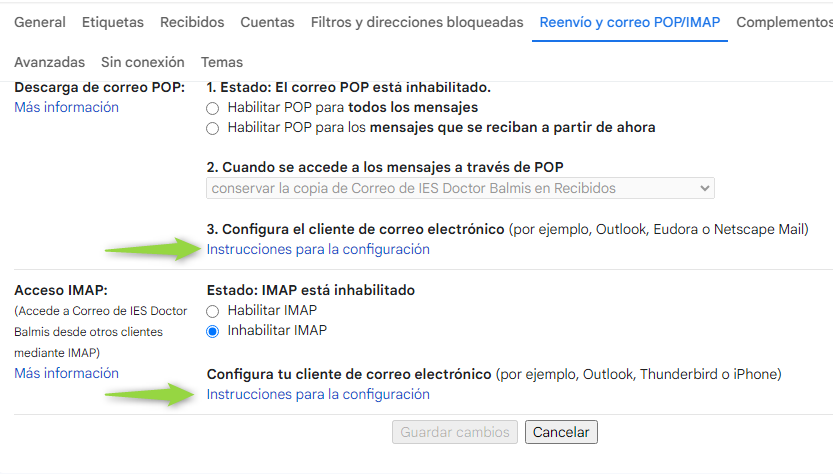 General Etiquetas Recibidos Cuentas Filtros y direcciones bloqueadas Reenvío y correo POP/IMAP Complementos
Avanzadas Sin conexión Temas
Descarga de correo POP: 1. Estado: El correo POP está inhabilitado.
Más información Habilitar POP para todos los mensajes
Habilitar POP para los mensajes que se reciban a partir de ahora
2. Cuando se accede a los mensajes a través de POP
conservar la copia de Correo de IES Doctor Balmis en Recibidos
3. Configura el cliente de correo electrónico (por ejemplo, Outlook, Eudora o Netscape Mail)
Instrucciones para la configuración
Acceso IMAP: Estado: IMAP está inhabilitado
(Accede a Correo de IES Doctor Habilitar IMAP
Balmis desde otros clientes Inhabilitar IMAP
mediante IMAP)
Más información Configura tu cliente de correo electrónico (por ejemplo, Outlook, Thunderbird o iPhone)
Instrucciones para la configuración
Guardar cambios Cancelar